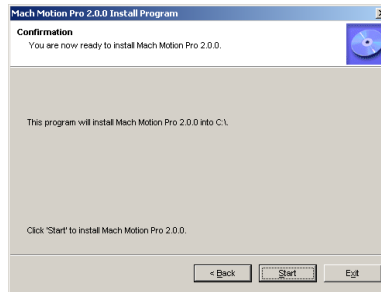 Mach Motion Pro 2.0.0 Install Program
Confirmation
You are now ready to install Mach Motion Pro 2.0.0.
This program will install Mach Motion Pro 2.0.0 into C:\.
Click 'Start' to install Mach Motion Pro 2.0.0.
< Back Start Exit